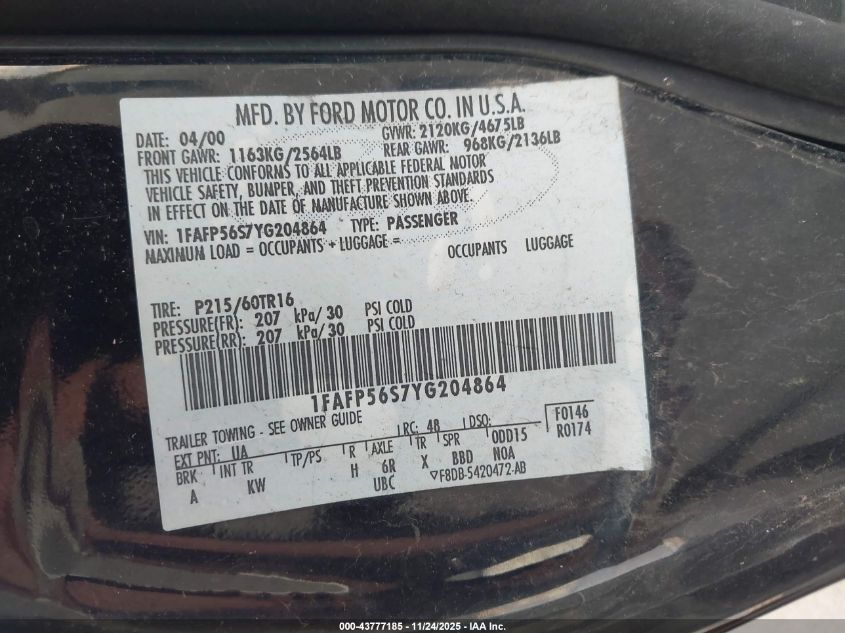 MFD. BY FORD MOTOR CO. IN U.S.A.
DATE: 04/00 GVWR: 2120KG/4675LB
FRONT GAWR: 1163KG/2564LB REAR GAWR: 968KG/2136LB
THIS VEHICLE CONFORMS TO ALL APPLICABLE FEDERAL MOTOR
VEHICLE SAFETY, BUMPER, AND THEFT PREVENTION STANDARDS
IN EFFECT ON THE DATE OF MANUFACTURE SHOWN ABOVE.
VIN: 1FAFP56S7YG204864 TYPE: PASSENGER
MAXIMUM LOAD = OCCUPANTS + LUGGAGE = OCCUPANTS LUGGAGE
TIRE: P215/60TR16
PRESSURE(FR): 207 kPa/ 30 PSI COLD
PRESSURE(RR): 207 kPa/ 30 PSI COLD
1FAFP56S7YG204864
TRAILER TOWING - SEE OWNER GUIDE
EXT PNT: UA RC: 48 DSO: F0146
BRK INT TR TP/PS R AXLE TR SPR ODD15 R0174
A KW H 6R X BBD NOA
UBC ▽F8DB-5420472-AB
000-43777185 - 11/24/2025 - IAA Inc.